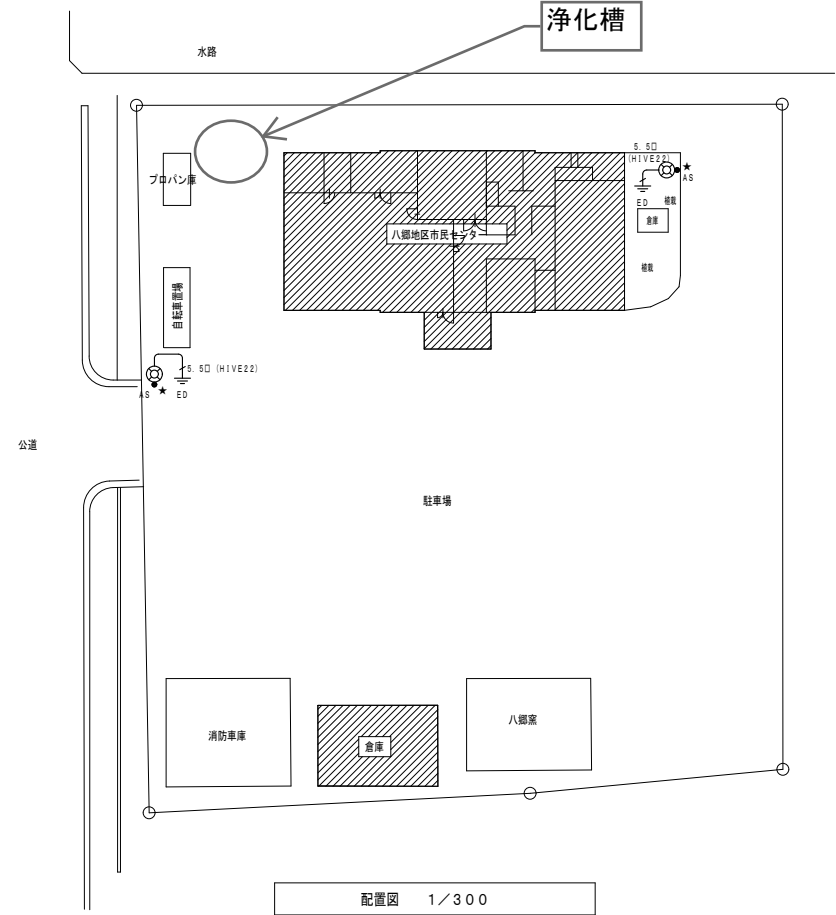 浄化槽
水路
5.5□
(HIVE22)
AS
ED
植栽
倉庫
植栽
プロパン庫
八郷地区市民センター
自転車置場
5.5□ (HIVE22)
AS
ED
公道
駐車場
消防車庫
倉庫
八郷窯
配置図 1/300